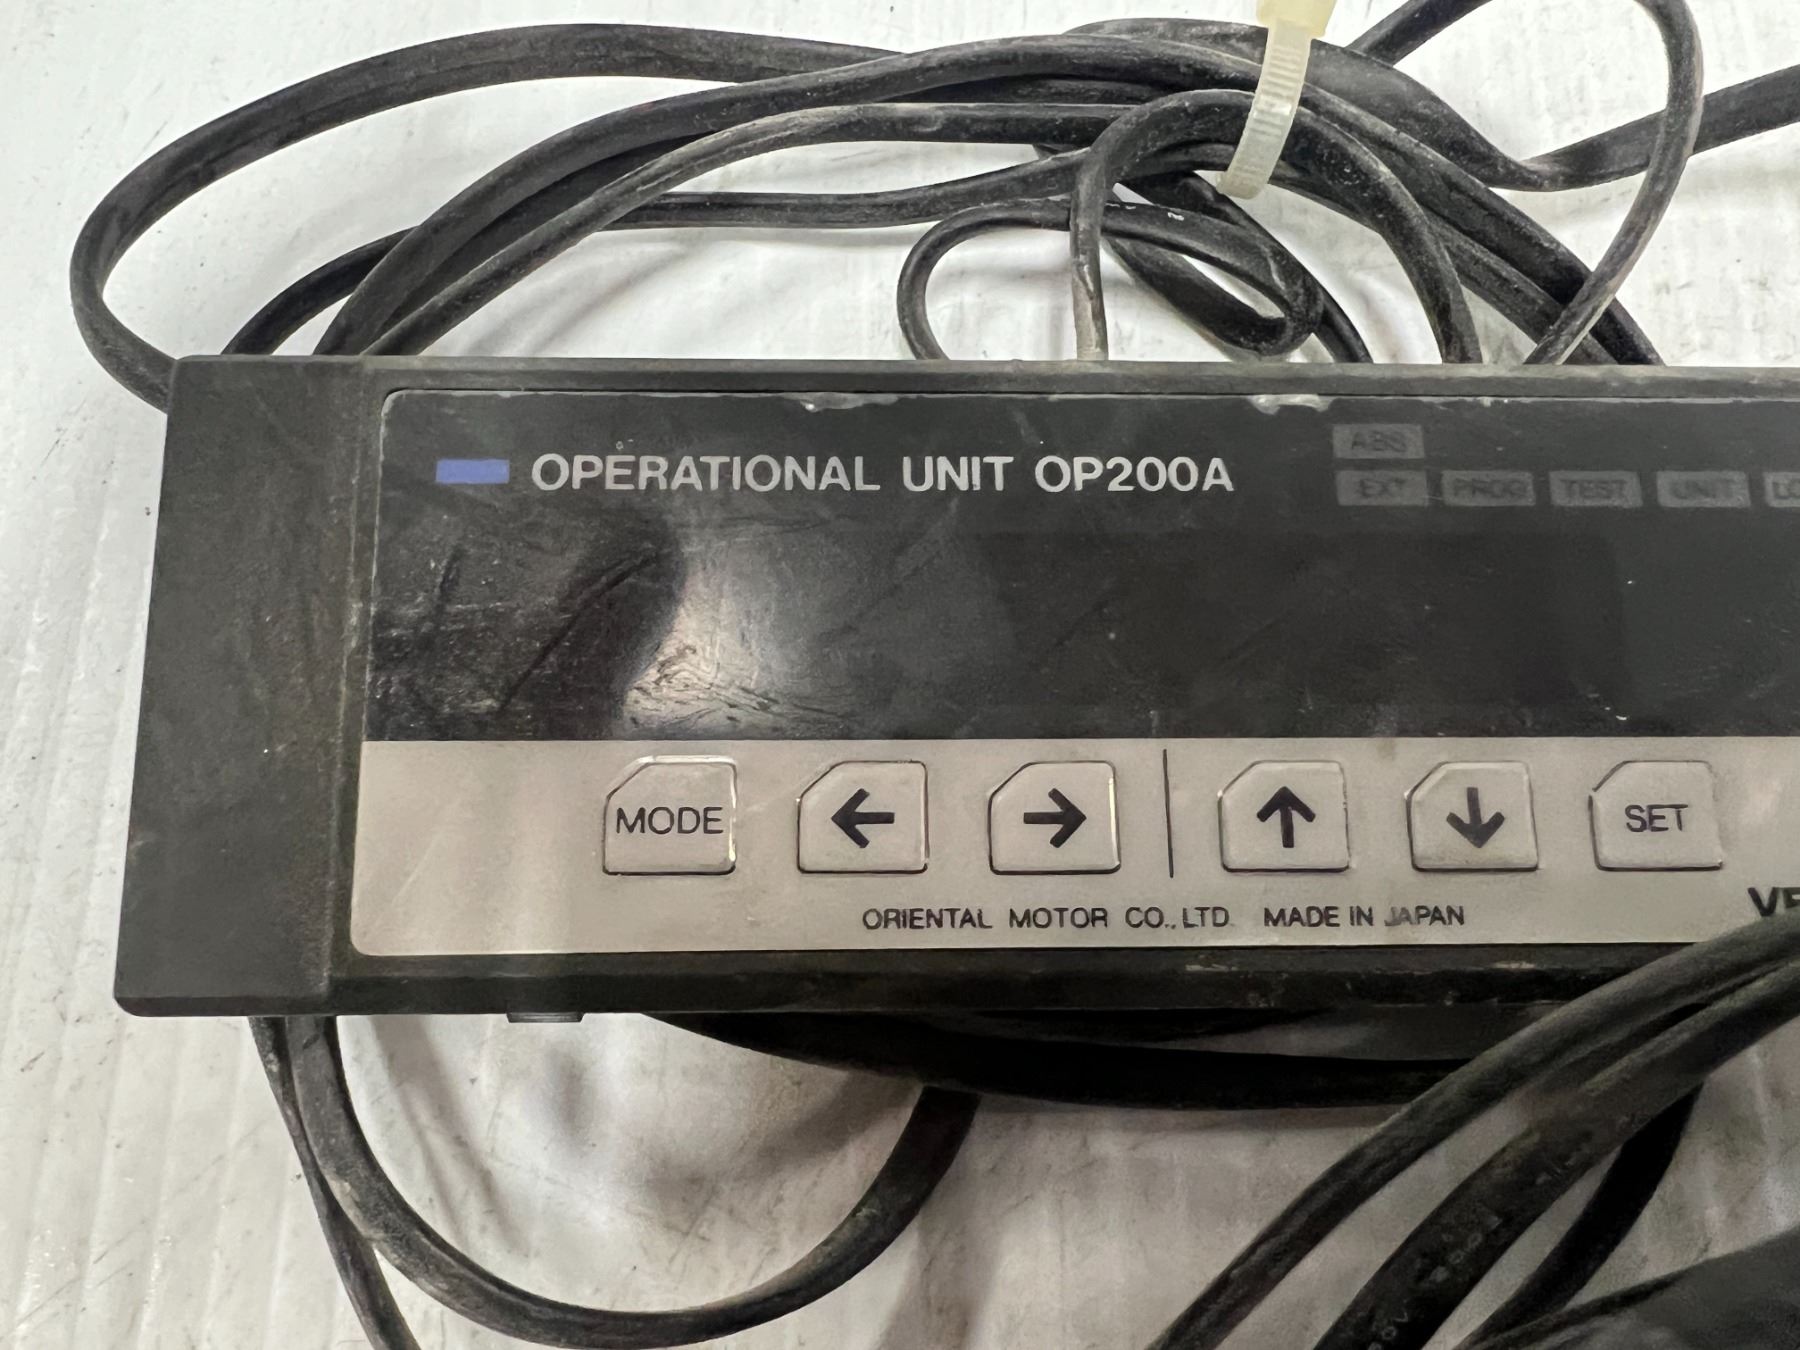 OPERATIONAL UNIT OP200A
ABS
EXT PROG TEST UNIT
MODE
SET
ORIENTAL MOTOR CO., LTD. MADE IN JAPAN